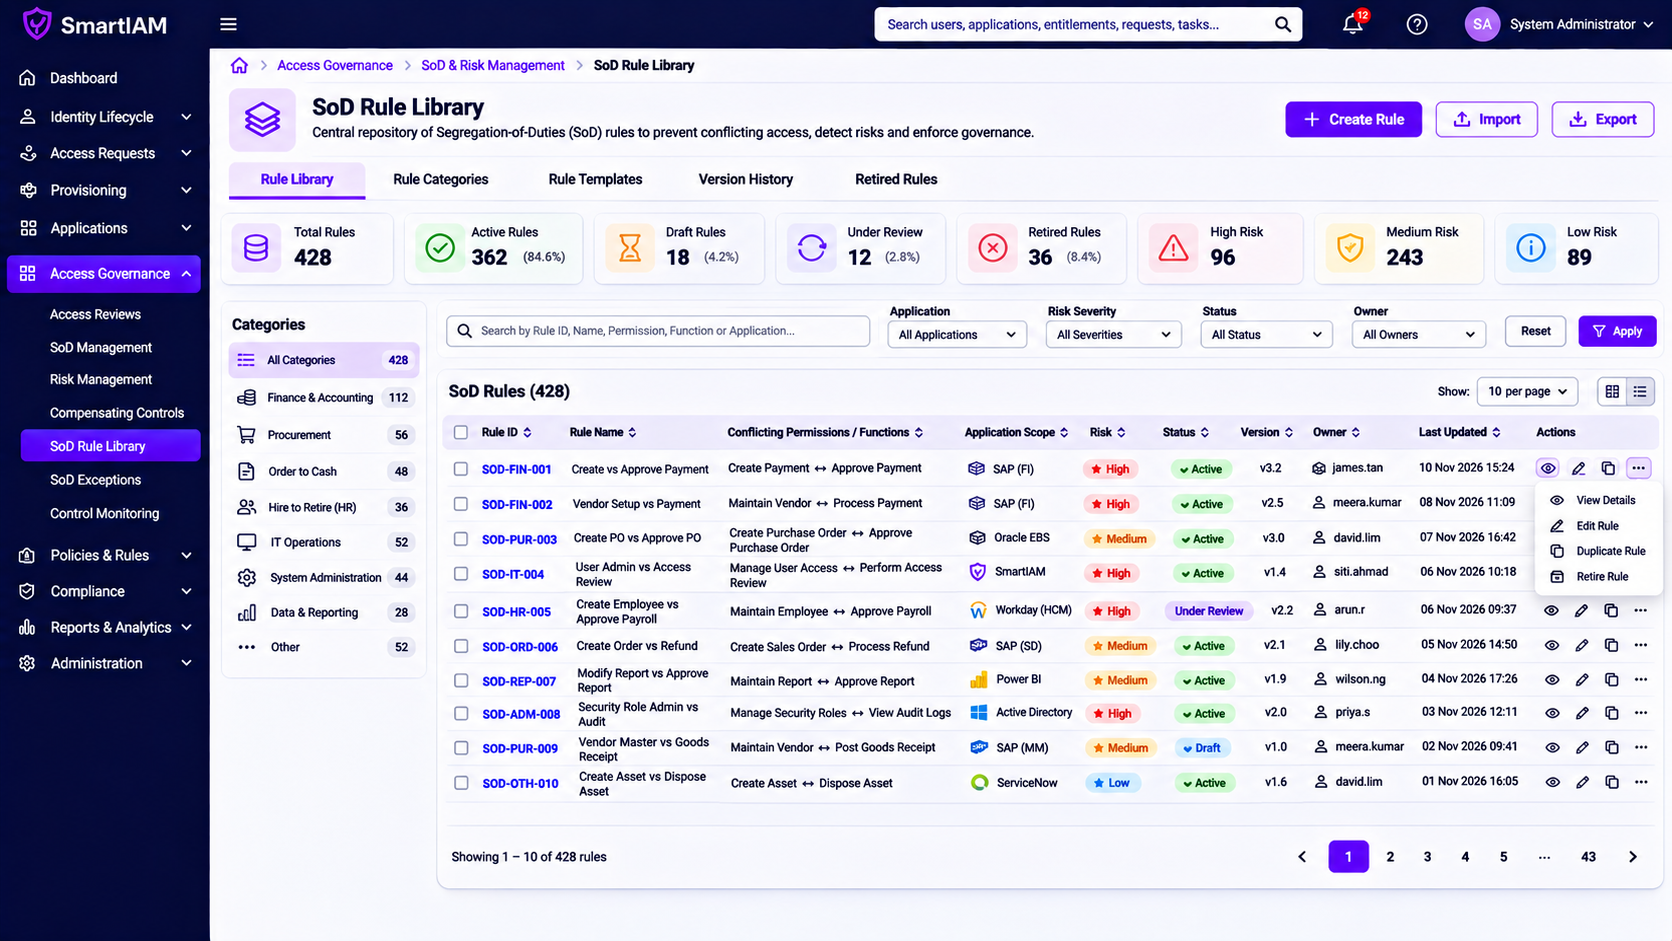 SmartIAM
Search users, applications, entitlements, requests, tasks...
12
SA
System Administrator
Dashboard
Identity Lifecycle
Access Requests
Provisioning
Applications
Access Governance
Access Reviews
SoD Management
Risk Management
Compensating Controls
SoD Rule Library
SoD Exceptions
Control Monitoring
Policies & Rules
Compliance
Reports & Analytics
Administration
Access Governance > SoD & Risk Management > SoD Rule Library
SoD Rule Library
Central repository of Segregation-of-Duties (SoD) rules to prevent conflicting access, detect risks and enforce governance.
Create Rule
Import
Export
Rule Library
Rule Categories
Rule Templates
Version History
Retired Rules
Total Rules
428
Active Rules
362 (84.6%)
Draft Rules
18 (4.2%)
Under Review
12 (2.8%)
Retired Rules
36 (8.4%)
High Risk
96
Medium Risk
243
Low Risk
89
Categories
All Categories 428
Finance & Accounting 112
Procurement 56
Order to Cash 48
Hire to Retire (HR) 36
IT Operations 52
System Administration 44
Data & Reporting 28
Other 52
Search by Rule ID, Name, Permission, Function or Application...
Application
All Applications
Risk Severity
All Severities
Status
All Status
Owner
All Owners
Reset
Apply
SoD Rules (428)
Show: 10 per page
Rule ID Rule Name Conflicting Permissions / Functions Application Scope Risk Status Version Owner Last Updated Actions
SOD-FIN-001 Create vs Approve Payment Create Payment ↔ Approve Payment SAP (FI) High Active v3.2 james.tan 10 Nov 2026 15:24
SOD-FIN-002 Vendor Setup vs Payment Maintain Vendor ↔ Process Payment SAP (FI) High Active v2.5 meera.kumar 08 Nov 2026 11:09
SOD-PUR-003 Create PO vs Approve PO Create Purchase Order ↔ Approve Purchase Order Oracle EBS Medium Active v3.0 david.lim 07 Nov 2026 16:42
SOD-IT-004 User Admin vs Access Review Manage User Access ↔ Perform Access Review SmartIAM High Active v1.4 siti.ahmad 06 Nov 2026 10:18
SOD-HR-005 Create Employee vs Approve Payroll Maintain Employee ↔ Approve Payroll Workday (HCM) High Under Review v2.2 arun.r 06 Nov 2026 09:37
SOD-ORD-006 Create Order vs Refund Create Sales Order ↔ Process Refund SAP (SD) Medium Active v2.1 lily.choo 05 Nov 2026 14:50
SOD-REP-007 Modify Report vs Approve Report Maintain Report ↔ Approve Report Power BI Medium Active v1.9 wilson.ng 04 Nov 2026 17:26
SOD-ADM-008 Security Role Admin vs Audit Manage Security Roles ↔ View Audit Logs Active Directory High Active v2.0 priya.s 03 Nov 2026 12:11
SOD-PUR-009 Vendor Master vs Goods Receipt Maintain Vendor ↔ Post Goods Receipt SAP (MM) Medium Draft v1.0 meera.kumar 02 Nov 2026 09:41
SOD-OTH-010 Create Asset vs Dispose Asset Create Asset ↔ Dispose Asset ServiceNow Low Active v1.6 david.lim 01 Nov 2026 16:05
View Details
Edit Rule
Duplicate Rule
Retire Rule
Showing 1 – 10 of 428 rules
1 2 3 4 5 ... 43